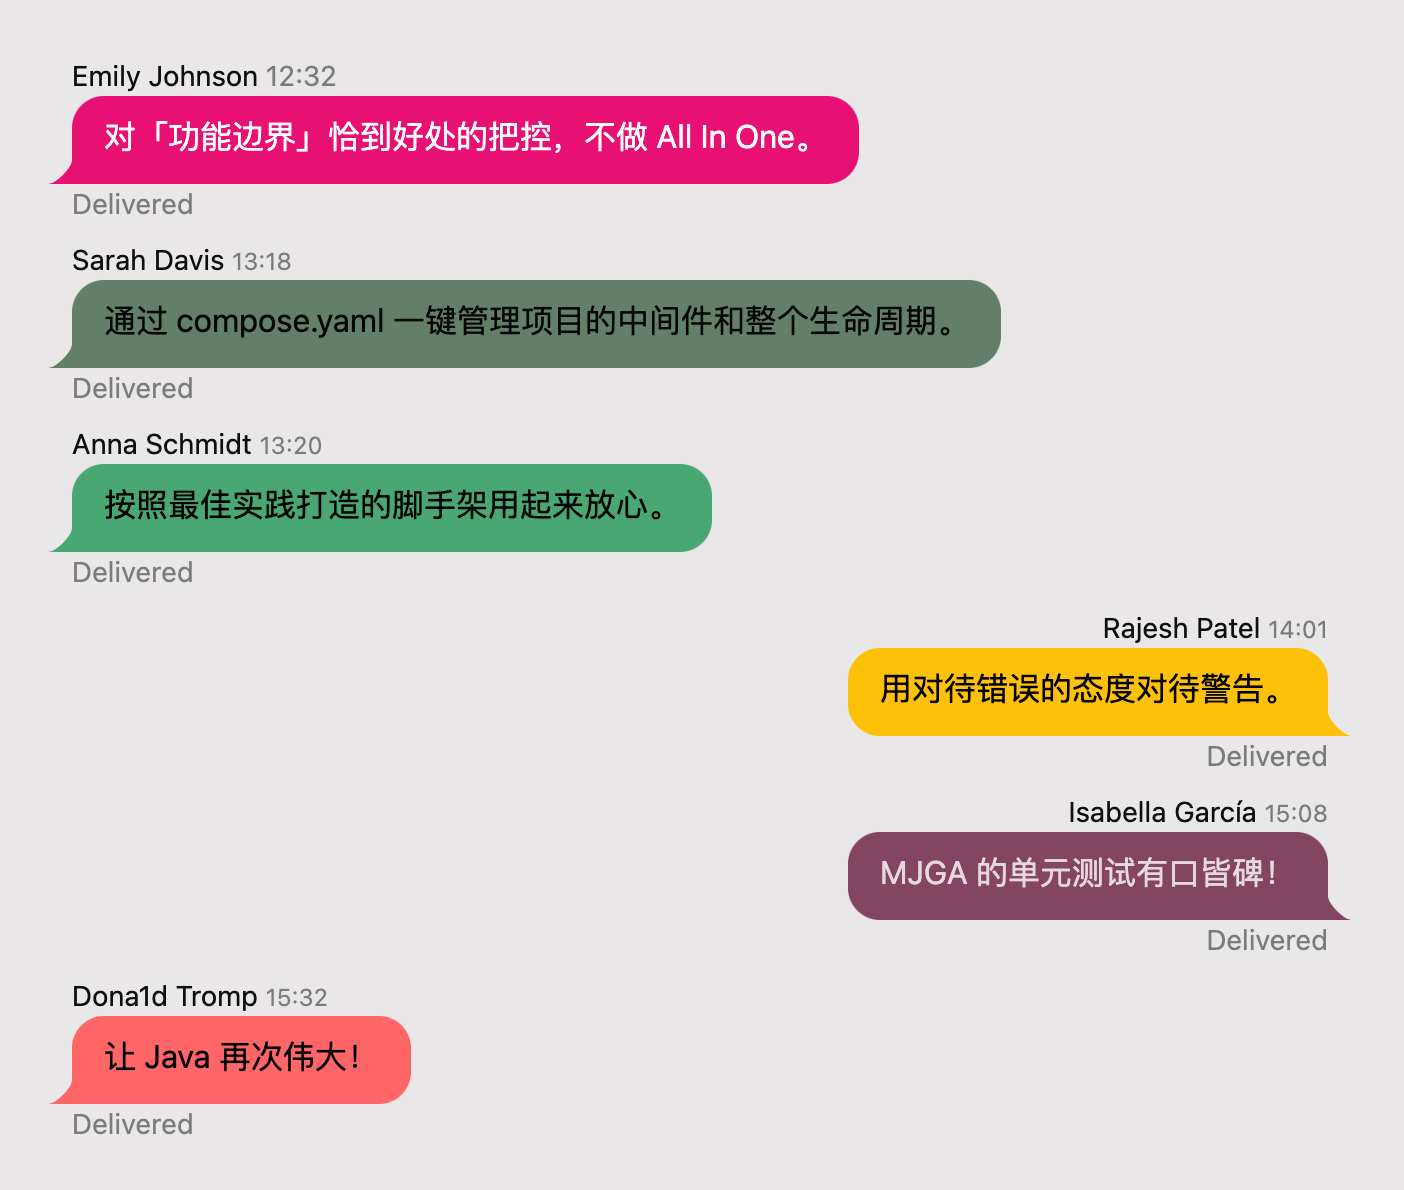 Emily Johnson 12:32
对「功能边界」恰到好处的把控，不做 All In One。
Delivered
Sarah Davis 13:18
通过 compose.yaml 一键管理项目的中间件和整个生命周期。
Delivered
Anna Schmidt 13:20
按照最佳实践打造的脚手架用起来放心。
Delivered
Rajesh Patel 14:01
用对待错误的态度对待警告。
Delivered
Isabella García 15:08
MJGA 的单元测试有口皆碑！
Delivered
Dona1d Tromp 15:32
让 Java 再次伟大！
Delivered